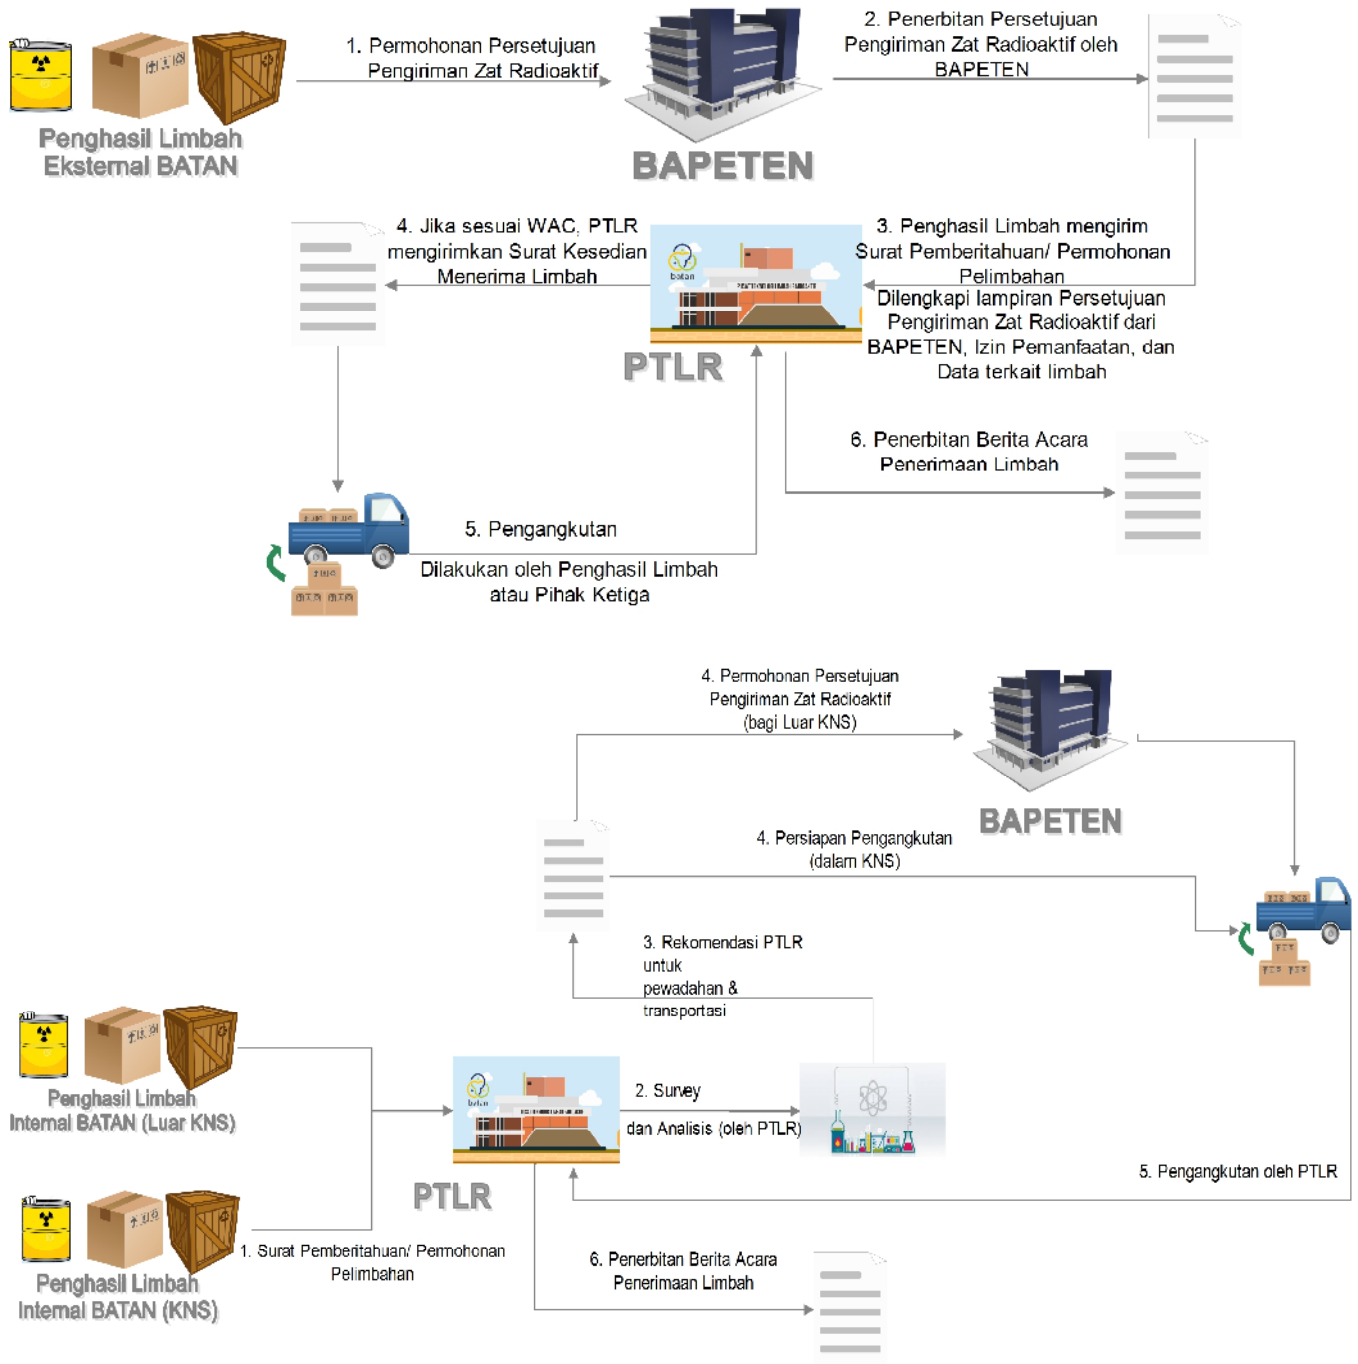 1. Permohonan Persetujuan
Pengiriman Zat Radioaktif
2. Penerbitan Persetujuan
Pengiriman Zat Radioaktif oleh
BAPETEN
Penghasil Limbah
Eksternal BATAN
BAPETEN
4. Jika sesuai WAC, PTLR
mengirimkan Surat Kesedian
Menerima Limbah
batan
PTLR
3. Penghasil Limbah mengirim
Surat Pemberitahuan/ Permohonan
Pelimbahan
Dilengkapi lampiran Persetujuan
Pengiriman Zat Radioaktif dari
BAPETEN, Izin Pemanfaatan, dan
Data terkait limbah
6. Penerbitan Berita Acara
Penerimaan Limbah
5. Pengangkutan
Dilakukan oleh Penghasil Limbah
atau Pihak Ketiga
4. Permohonan Persetujuan
Pengiriman Zat Radioaktif
(bagi Luar KNS)
BAPETEN
4. Persiapan Pengangkutan
(dalam KNS)
3. Rekomendasi PTLR
untuk
pewadahan &
transportasi
Penghasil Limbah
Internal BATAN (Luar KNS)
batan
PTLR
2. Survey
dan Analisis (oleh PTLR)
5. Pengangkutan oleh PTLR
Penghasil Limbah
Internal BATAN (KNS)
1. Surat Pemberitahuan/ Permohonan
Pelimbahan
6. Penerbitan Berita Acara
Penerimaan Limbah